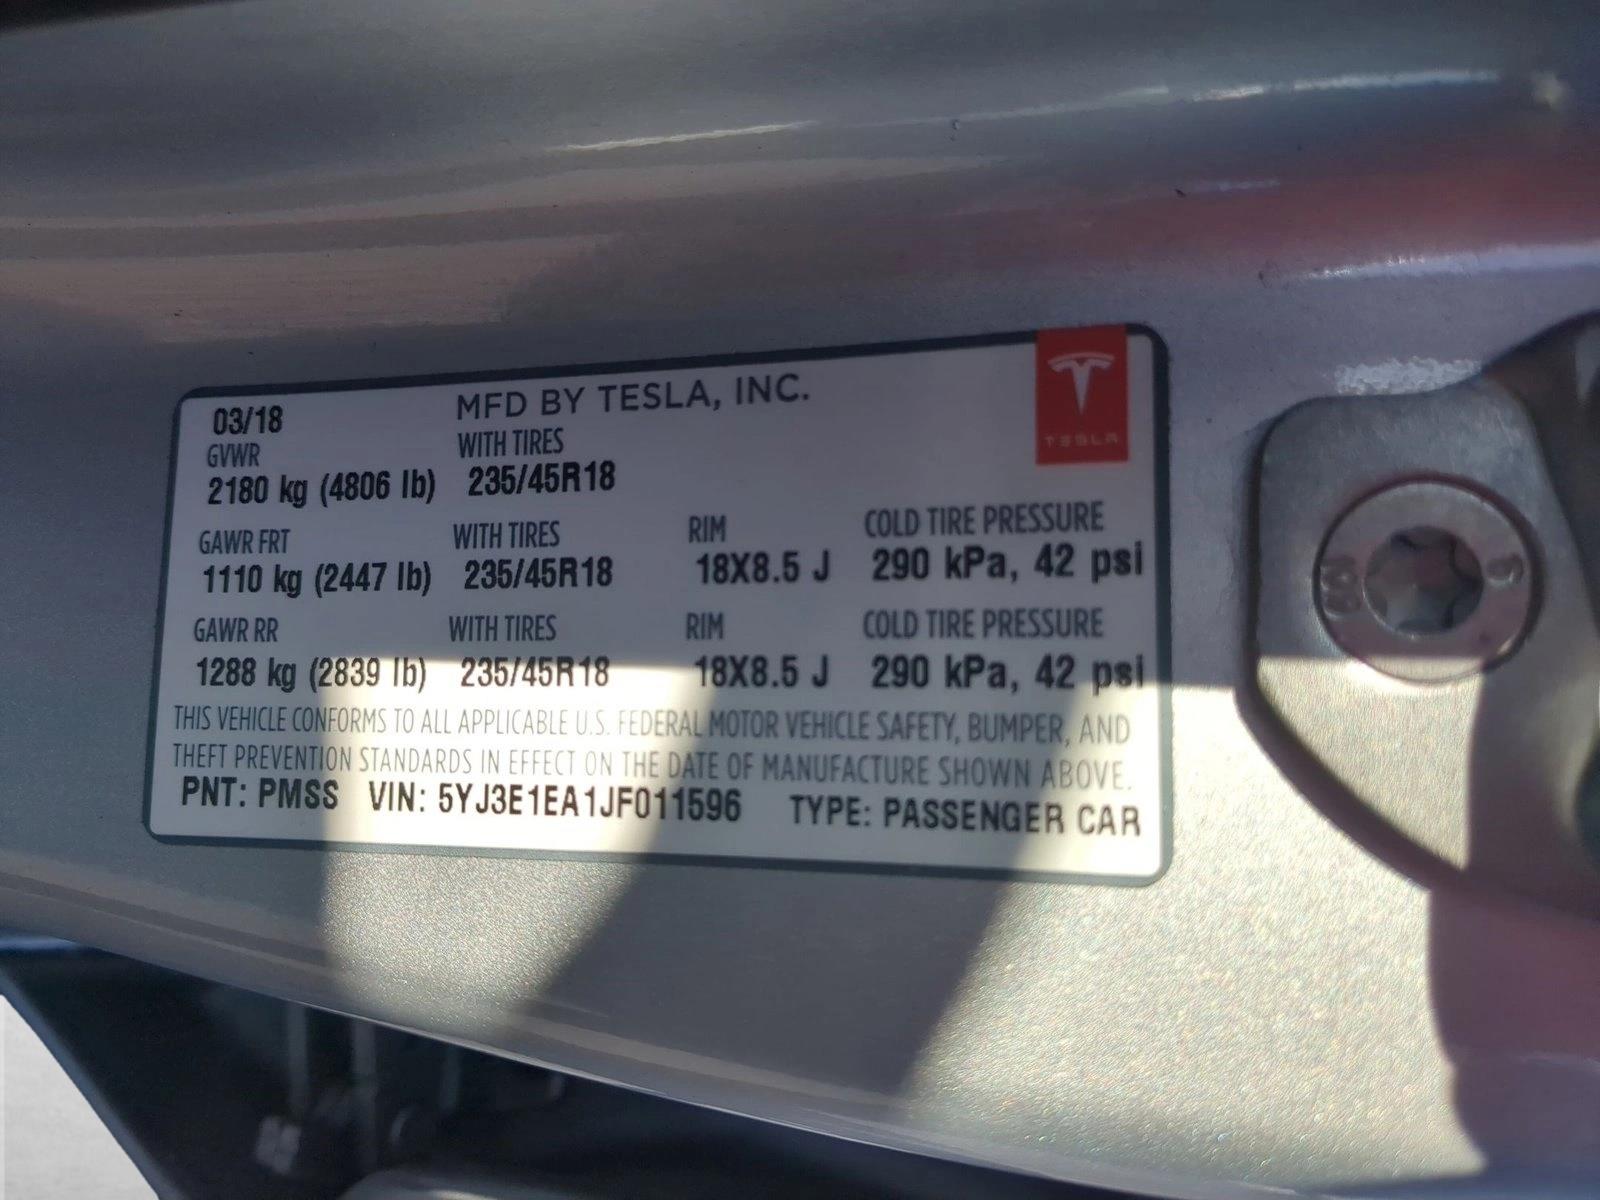 03/18 MFD BY TESLA, INC.
TESLA
GVWR WITH TIRES
2180 kg (4806 lb) 235/45R18
GAWR FRT WITH TIRES RIM COLD TIRE PRESSURE
1110 kg (2447 lb) 235/45R18 18X8.5 J 290 kPa, 42 psi
GAWR RR WITH TIRES RIM COLD TIRE PRESSURE
1288 kg (2839 lb) 235/45R18 18X8.5 J 290 kPa, 42 psi
THIS VEHICLE CONFORMS TO ALL APPLICABLE U.S. FEDERAL MOTOR VEHICLE SAFETY, BUMPER, AND
THEFT PREVENTION STANDARDS IN EFFECT ON THE DATE OF MANUFACTURE SHOWN ABOVE.
PNT: PMSS VIN: 5YJ3E1EA1JF011596 TYPE: PASSENGER CAR